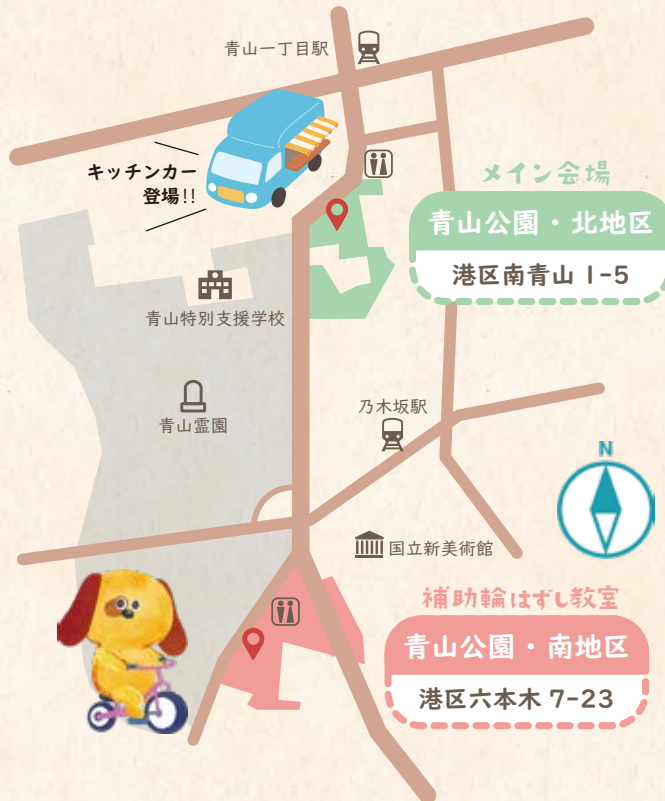 青山一丁目駅
キッチンカー
登場!!
メイン会場
青山公園・北地区
港区南青山 1-5
青山特別支援学校
青山霊園
乃木坂駅
N
国立新美術館
補助輪はずし教室
青山公園・南地区
港区六本木 7-23